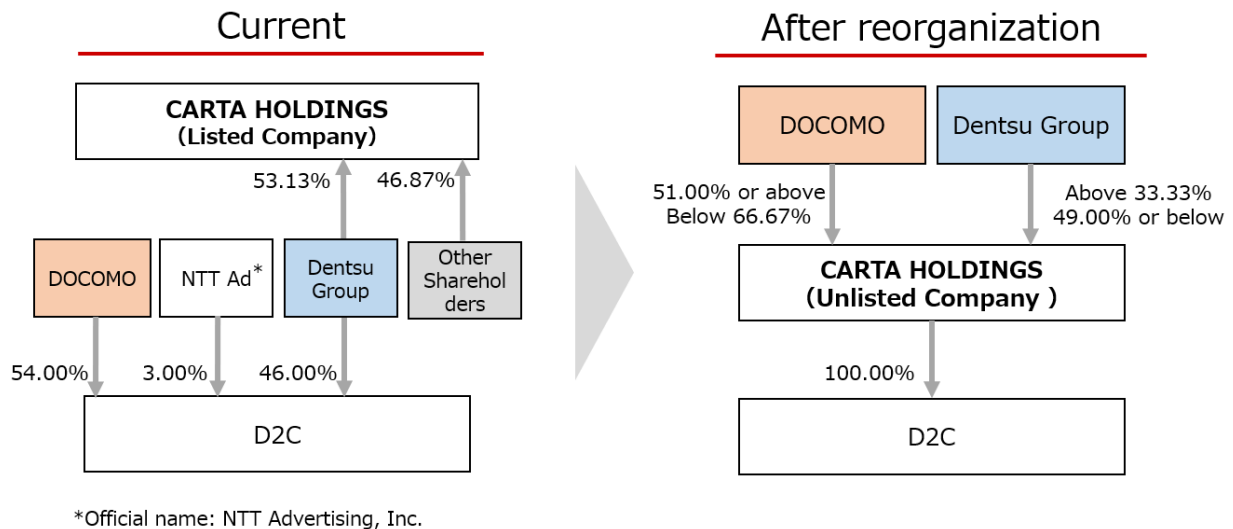 Current
CARTA HOLDINGS
(Listed Company)
53.13%
46.87%
DOCOMO
NTT Ad*
Dentsu
Group
Other
Sharehol
ders
54.00%
3.00%
46.00%
D2C
*Official name: NTT Advertising, Inc.
After reorganization
DOCOMO
Dentsu Group
51.00% or above
Below 66.67%
Above 33.33%
49.00% or below
CARTA HOLDINGS
(Unlisted Company )
100.00%
D2C